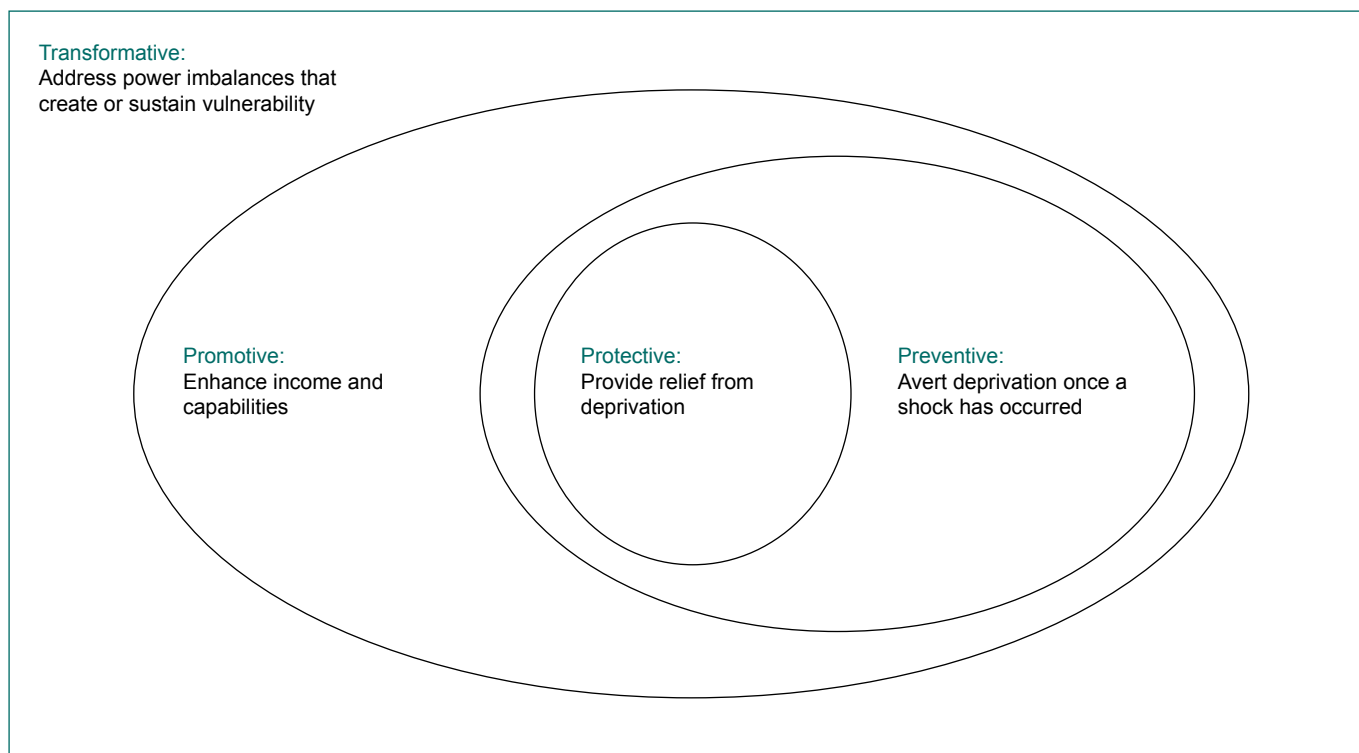 Transformative:
Address power imbalances that
create or sustain vulnerability
Promotive:
Enhance income and
capabilities
Protective:
Provide relief from
deprivation
Preventive:
Avert deprivation once a
shock has occurred